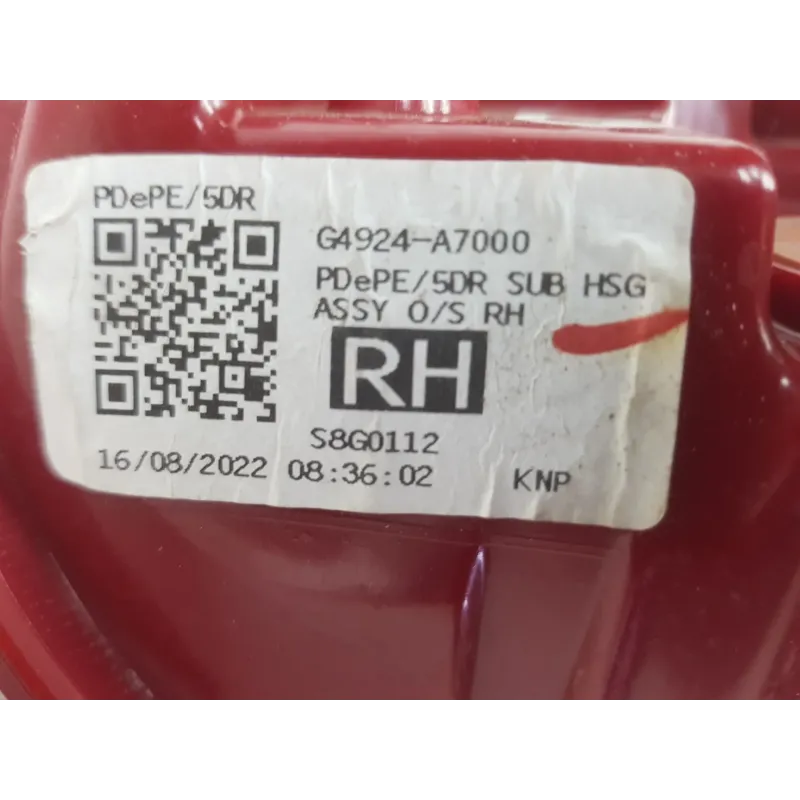 PDePE/5DR
G4924-A7000
PDePE/5DR SUB HSG
ASSY O/S RH
RH
S8G0112
16/08/2022 08:36:02 KNP